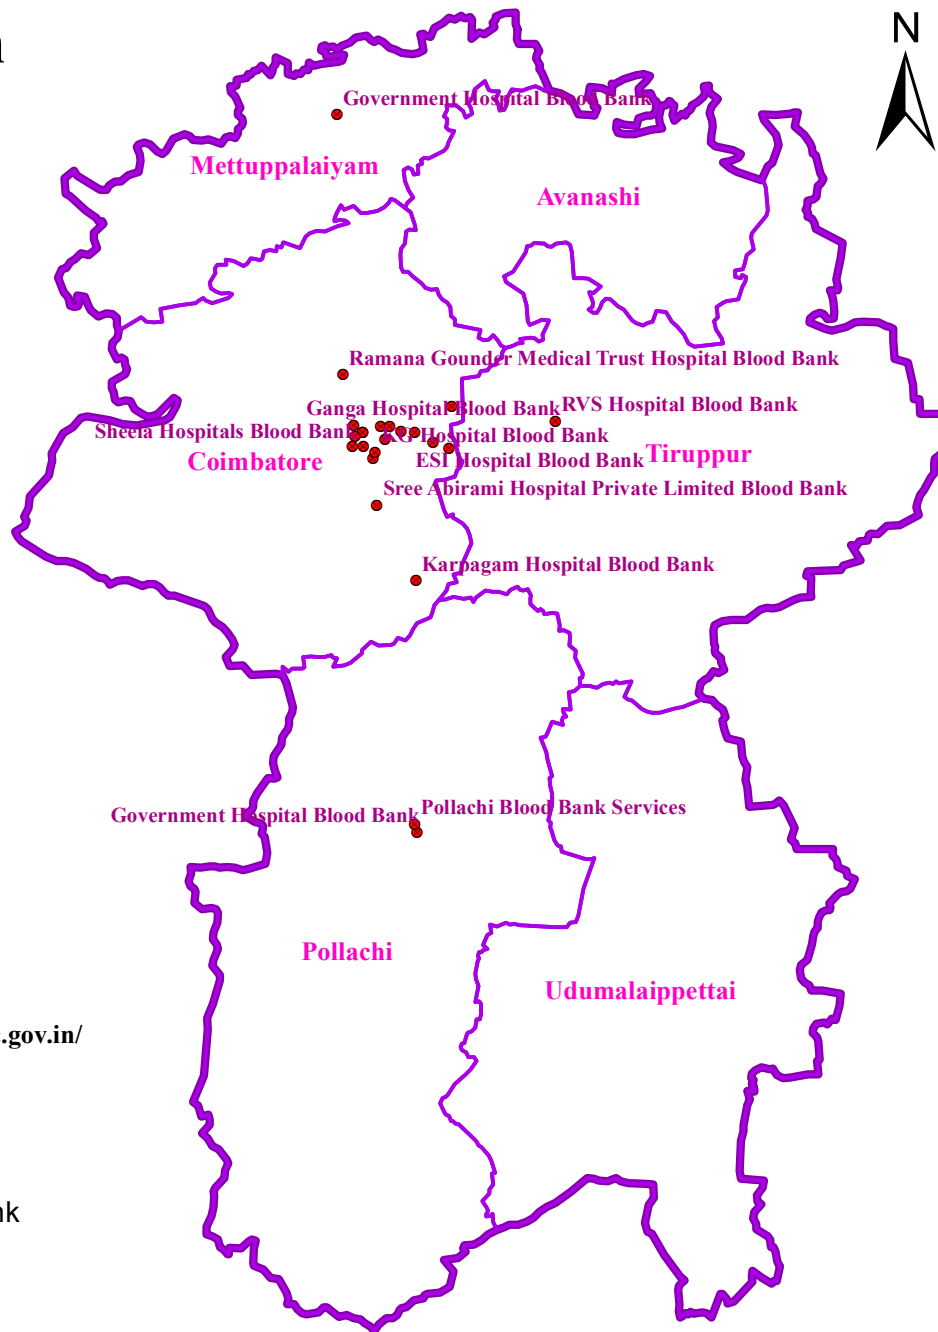 N
Government Hospital Blood Bank
Mettuppalaiyam
Avanashi
Ramana Gounder Medical Trust Hospital Blood Bank
RVS Hospital Blood Bank
Ganga Hospital Blood Bank
Sheela Hospitals Blood Bank
KG Hospital Blood Bank
Tiruppur
Coimbatore
ESI Hospital Blood Bank
Sree Abirami Hospital Private Limited Blood Bank
Karpagam Hospital Blood Bank
Pollachi Blood Bank Services
Government Hospital Blood Bank
Pollachi
Udumalaippettai
.gov.in/